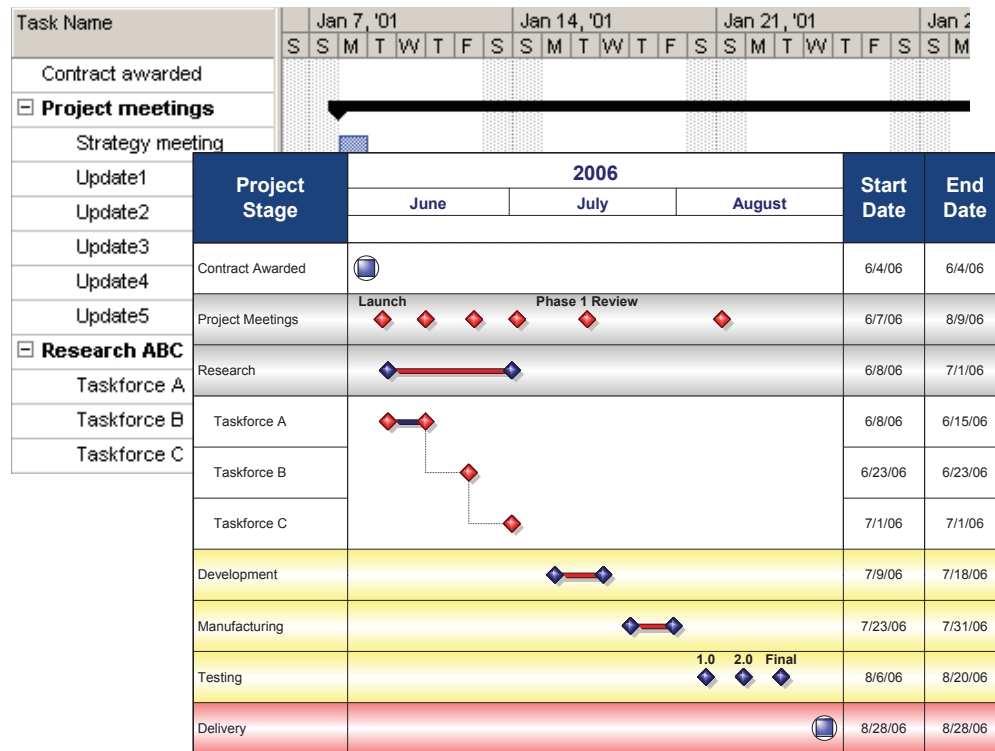 Task Name
Jan 7, '01 Jan 14, '01 Jan 21, '01 Jan 2
S S M T W T F S S M T W T F S S M T W T F S S M
Contract awarded
Project meetings
Strategy meeting
Update1
Update2
Update3
Update4
Update5
Research ABC
Taskforce A
Taskforce B
Taskforce C
Project Stage 2006 Start Date End Date
June July August
Contract Awarded 6/4/06 6/4/06
Launch Phase 1 Review
Project Meetings 6/7/06 8/9/06
Research 6/8/06 7/1/06
Taskforce A 6/8/06 6/15/06
Taskforce B 6/23/06 6/23/06
Taskforce C 7/1/06 7/1/06
Development 7/9/06 7/18/06
Manufacturing 7/23/06 7/31/06
1.0 2.0 Final
Testing 8/6/06 8/20/06
Delivery 8/28/06 8/28/06